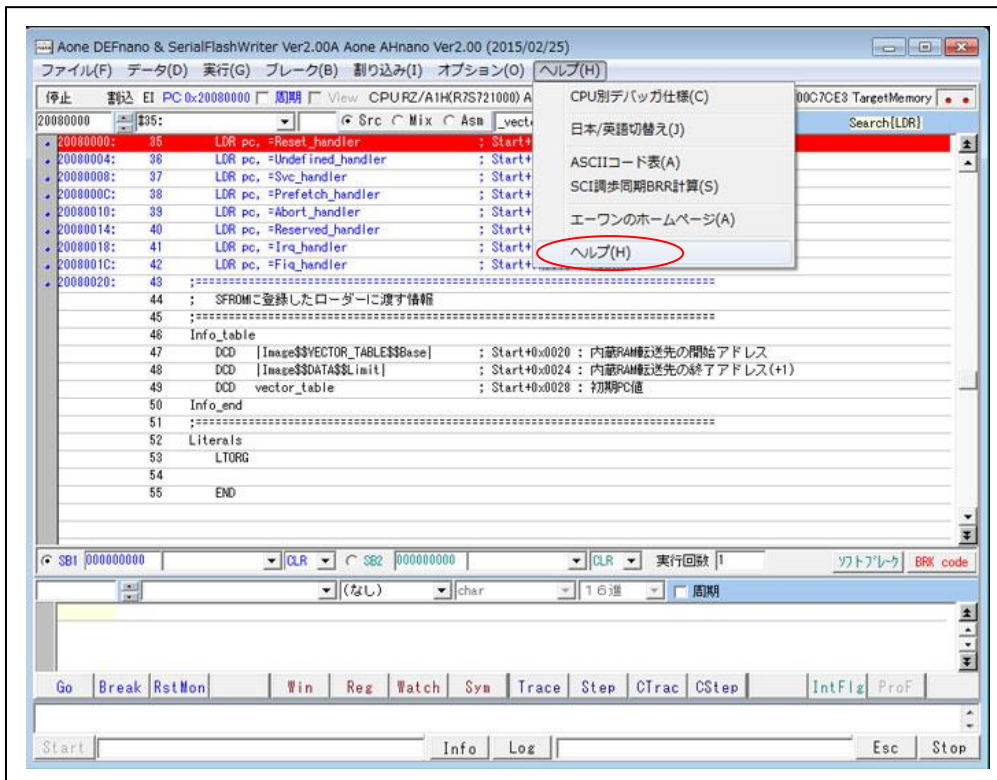 Aone DEFnano & SerialFlashWriter Ver2.00A Aone AHnano Ver2.00 (2015/02/25)
ファイル(F) データ(D) 実行(G) ブレーク(B) 割り込み(I) オプション(O) ヘルプ(H)
停止 割込 EI PC 0x20080000 周期 View CPU RZ/A1H(R7S721000) A 00C7CE3 TargetMemory
20080000 #35: Src Mix Asm _vect Search{LDR}
CPU別デバッガ仕様(C)
日本/英語切替え(J)
ASCIIコード表(A)
SCI調歩同期BRR計算(S)
エーワンのホームページ(A)
ヘルプ(H)
20080000: 35 LDR pc, =Reset_handler ; Start+
20080004: 36 LDR pc, =Undefined_handler ; Start+
20080008: 37 LDR pc, =Svc_handler ; Start+
2008000C: 38 LDR pc, =Prefetch_handler ; Start+
20080010: 39 LDR pc, =Abort_handler ; Start+
20080014: 40 LDR pc, =Reserved_handler ; Start+
20080018: 41 LDR pc, =Irq_handler ; Start+
2008001C: 42 LDR pc, =Fiq_handler ; Start+
20080020: 43 ;==============================================================================
44 ; SFROMに登録したローダーに渡す情報
45 ;==============================================================================
46 Info_table
47 DCD |Image$$VECTOR_TABLE$$Base| ; Start+0x0020 : 内蔵RAM転送先の開始アドレス
48 DCD |Image$$DATA$$Limit| ; Start+0x0024 : 内蔵RAM転送先の終了アドレス(+1)
49 DCD vector_table ; Start+0x0028 : 初期PC値
50 Info_end
51 ;==============================================================================
52 Literals
53 LTORG
54
55 END
SB1 000000000 CLR SB2 000000000 CLR 実行回数 1 ソフトブレーク BRK code
(なし) char 16進 周期
Go Break RstMon Win Reg Watch Sym Trace Step CTrac CStep IntFlg ProF
Start Info Log Esc Stop